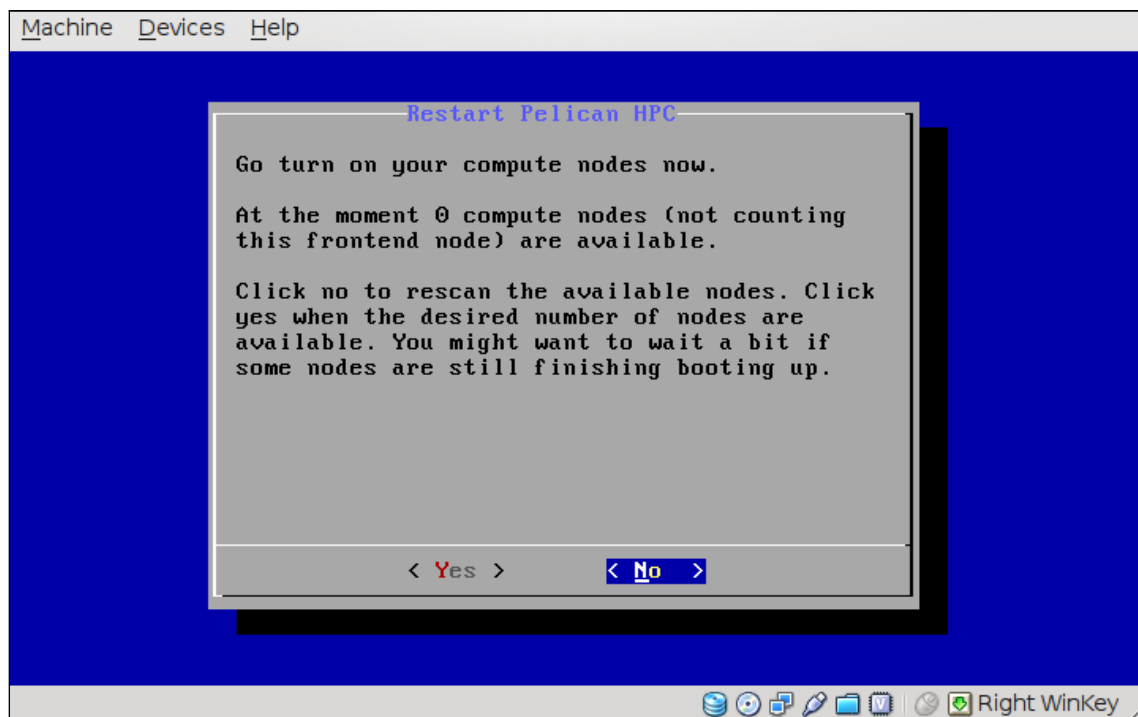 Machine Devices Help
Restart Pelican HPC
Go turn on your compute nodes now.
At the moment 0 compute nodes (not counting
this frontend node) are available.
Click no to rescan the available nodes. Click
yes when the desired number of nodes are
available. You might want to wait a bit if
some nodes are still finishing booting up.
< Yes > < No >
Right WinKey